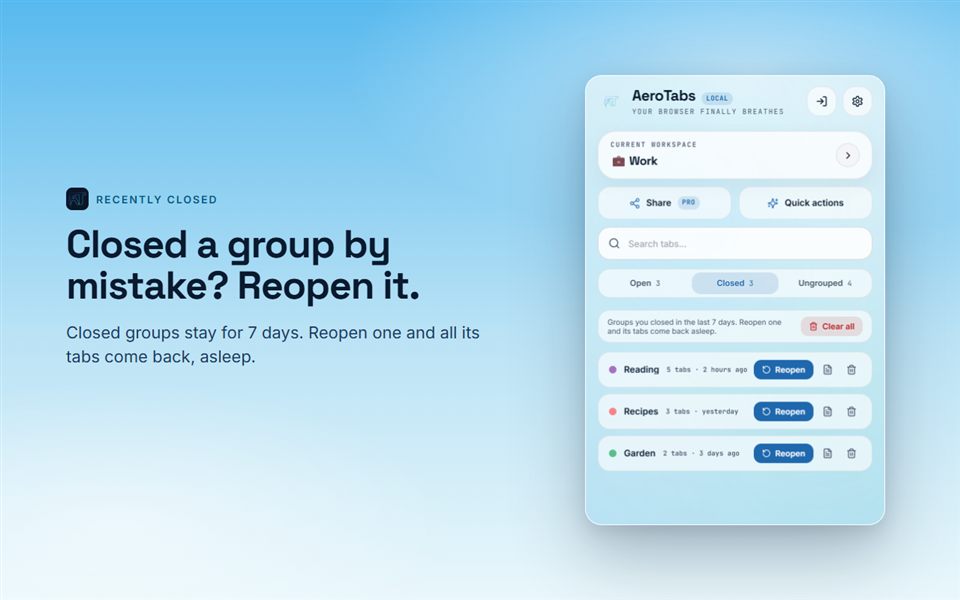 RECENTLY CLOSED
Closed a group by
mistake? Reopen it.
Closed groups stay for 7 days. Reopen one and all its
tabs come back, asleep.
AeroTabs LOCAL
YOUR BROWSER FINALLY BREATHES
CURRENT WORKSPACE
💼 Work
Share PRO
Quick actions
Search tabs...
Open 3
Closed 3
Ungrouped 4
Groups you closed in the last 7 days. Reopen one
and its tabs come back asleep.
Clear all
Reading 5 tabs · 2 hours ago Reopen
Recipes 3 tabs · yesterday Reopen
Garden 2 tabs · 3 days ago Reopen